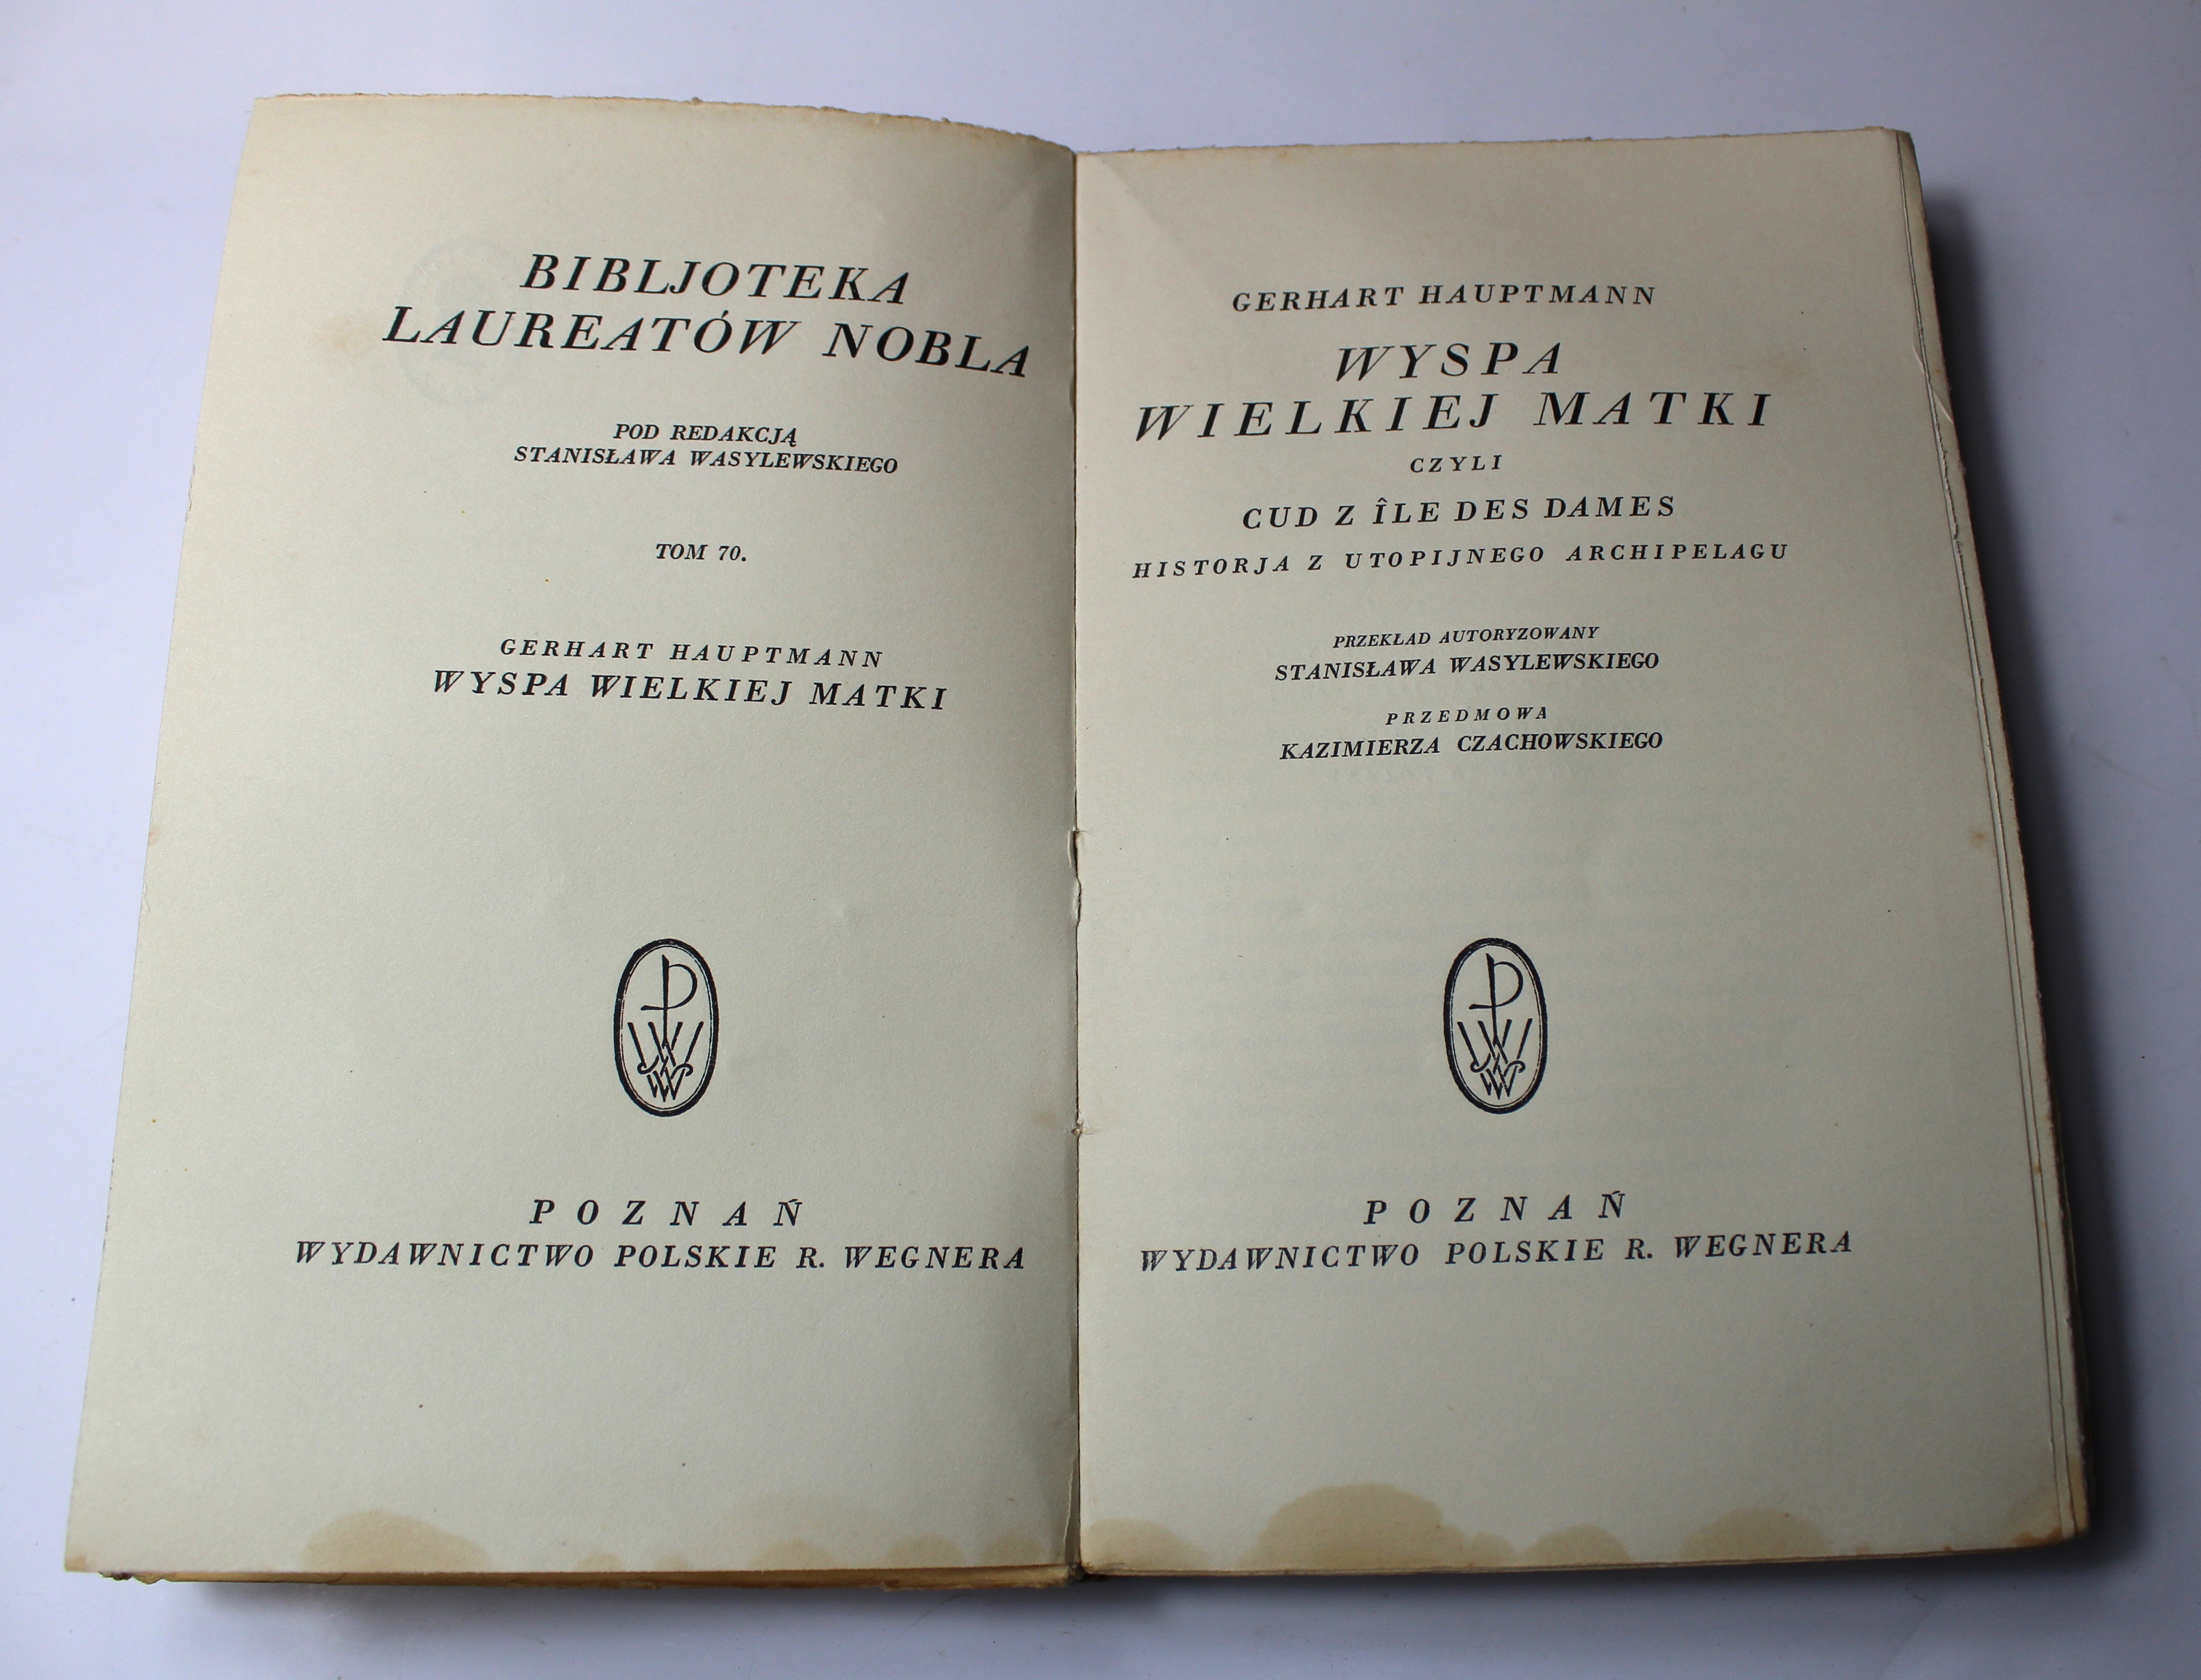 BIBLJOTEKA
LAUREATÓW NOBLA
POD REDAKCJĄ
STANISŁAWA WASYLEWSKIEGO
TOM 70.
GERHART HAUPTMANN
WYSPA WIELKIEJ MATKI
POZNAŃ
WYDAWNICTWO POLSKIE R. WEGNERA
GERHART HAUPTMANN
WYSPA
WIELKIEJ MATKI
CZYLI
CUD Z ÎLE DES DAMES
HISTORJA Z UTOPIJNEGO ARCHIPELAGU
PRZEKŁAD AUTORYZOWANY
STANISŁAWA WASYLEWSKIEGO
PRZEDMOWA
KAZIMIERZA CZACHOWSKIEGO
POZNAŃ
WYDAWNICTWO POLSKIE R. WEGNERA